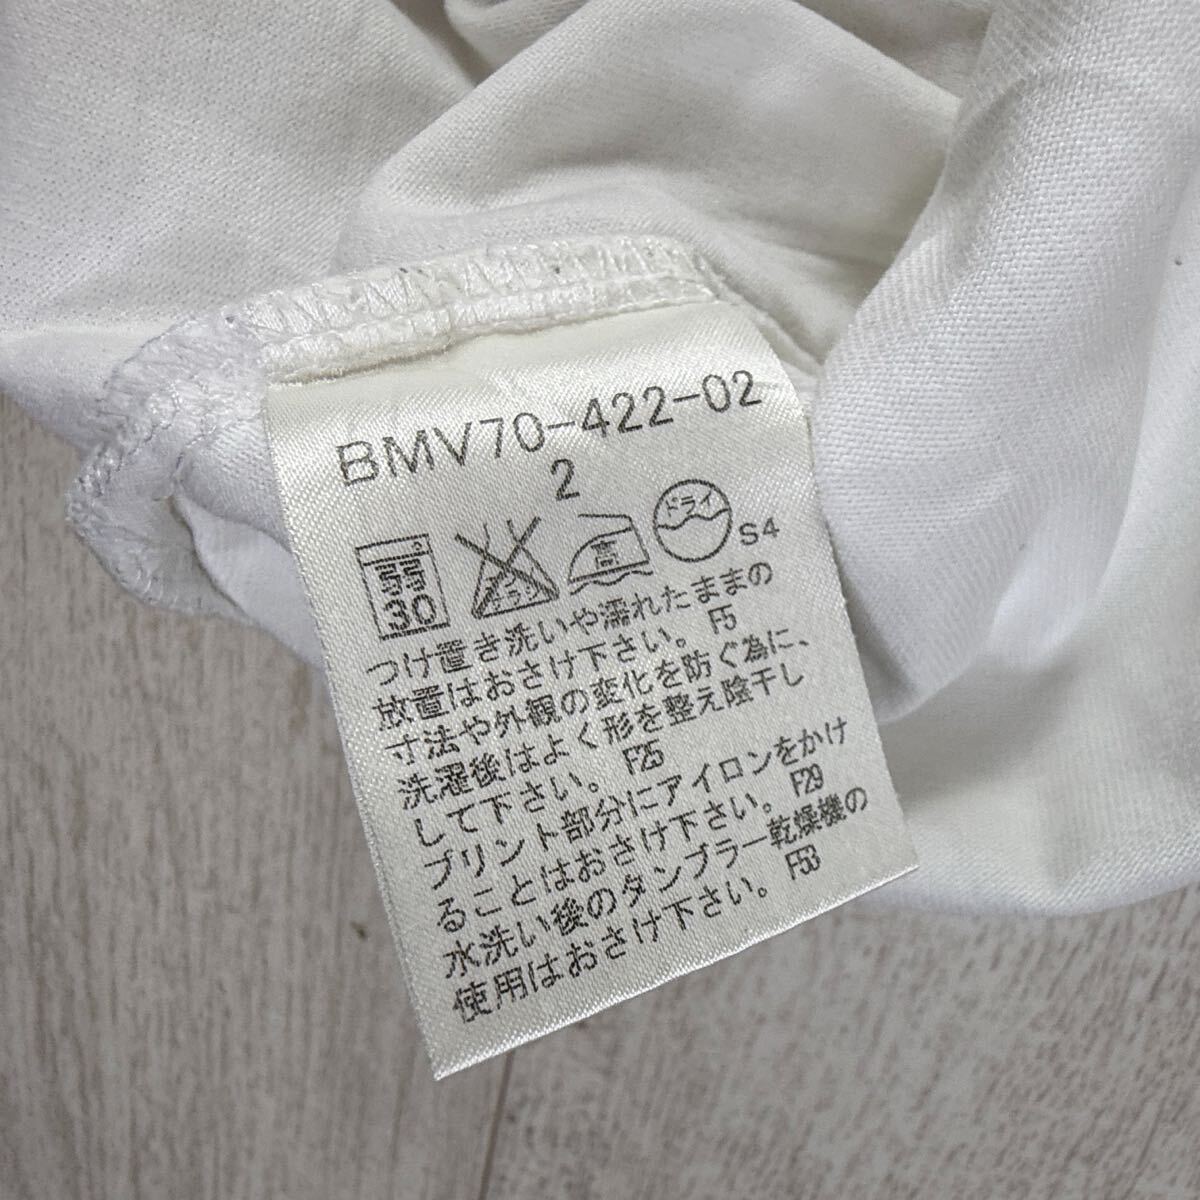 BMV70-422-02
2
弱 30 高 ドライ S4
つけ置き洗いや濡れたままの
放置はおさけ下さい。 F5
寸法や外観の変化を防ぐ為に、
洗濯後はよく形を整え陰干し
して下さい。 F25
プリント部分にアイロンをかけ
ることはおさけ下さい。 F29
水洗い後のタンブラー乾燥機の
使用はおさけ下さい。 F53